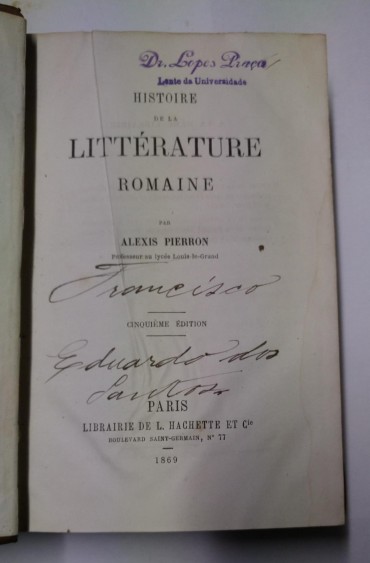 Dr. Lopes Praça
Lente da Universidade
HISTOIRE
DE LA
LITTÉRATURE
ROMAINE
PAR
ALEXIS PIERRON
Professeur au lycée Louis-le-Grand
Francisco
CINQUIÈME ÉDITION
Eduardo dos
Santos
PARIS
LIBRAIRIE DE L. HACHETTE ET Cie
BOULEVARD SAINT-GERMAIN, N° 77
1869